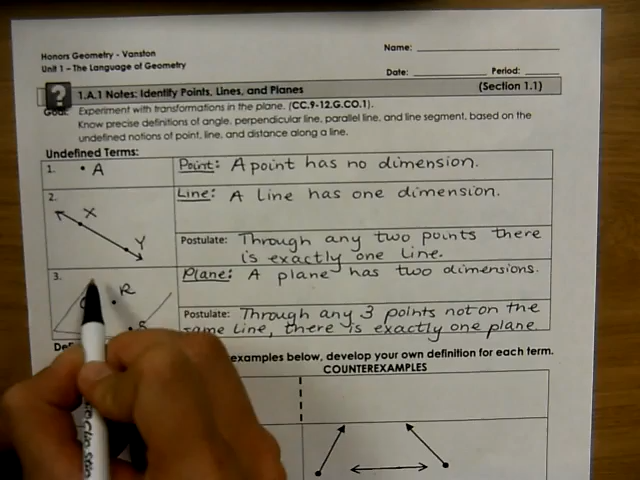 Honors Geometry - Vanston
Unit 1 – The Language of Geometry
Name:
Date: Period:
? 1.A.1 Notes: Identify Points, Lines, and Planes (Section 1.1)
Goal: Experiment with transformations in the plane. (CC.9-12.G.CO.1).
Know precise definitions of angle, perpendicular line, parallel line, and line segment, based on the
undefined notions of point, line, and distance along a line.
Undefined Terms:
1. A
Point: A point has no dimension.
2.
X
Y
Line: A line has one dimension.
Postulate: Through any two points there
is exactly one line.
3.
R
S
Plane: A plane has two dimensions.
Postulate: Through any 3 points not on the
same line, there is exactly one plane.
examples below, develop your own definition for each term.
COUNTEREXAMPLES